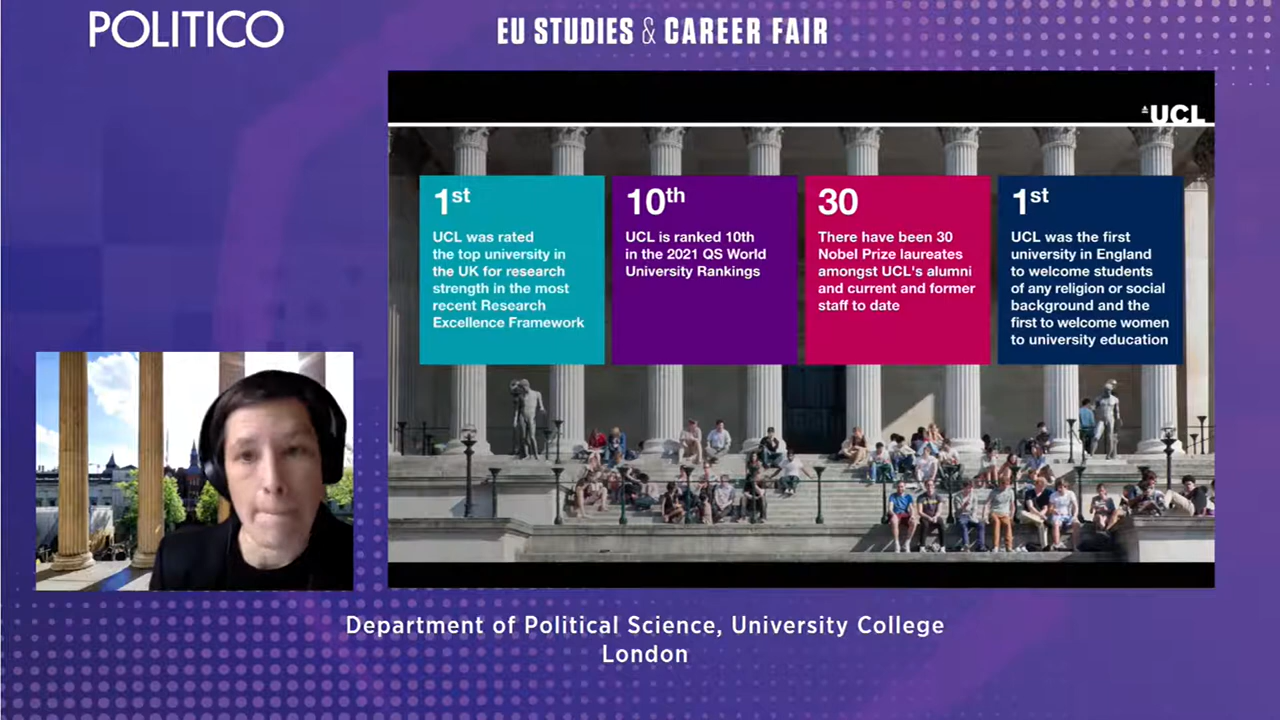 POLITICO
EU STUDIES & CAREER FAIR
UCL
1st
UCL was rated
the top university in
the UK for research
strength in the most
recent Research
Excellence Framework
10th
UCL is ranked 10th
in the 2021 QS World
University Rankings
30
There have been 30
Nobel Prize laureates
amongst UCL's alumni
and current and former
staff to date
1st
UCL was the first
university in England
to welcome students
of any religion or social
background and the
first to welcome women
to university education
Department of Political Science, University College
London